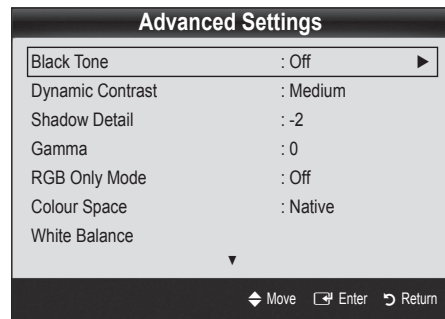 Advanced Settings
Black Tone : Off ►
Dynamic Contrast : Medium
Shadow Detail : -2
Gamma : 0
RGB Only Mode : Off
Colour Space : Native
White Balance
▼
Move Enter Return